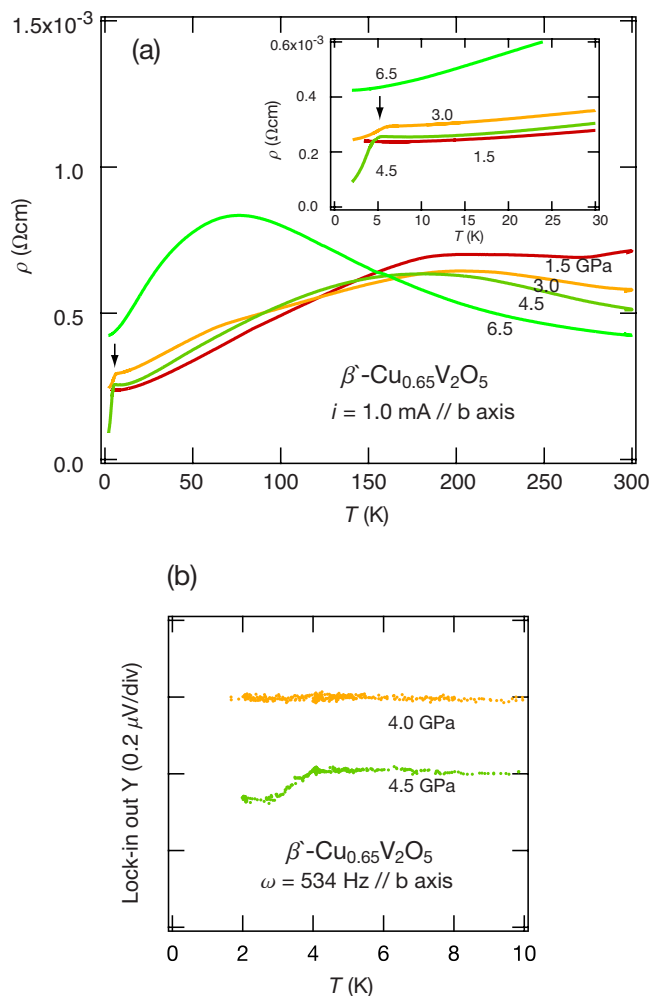 (a)
1.5x10⁻³
1.0
0.5
0.0
ρ (Ωcm)
0 50 100 150 200 250 300
T (K)
0.6x10⁻³
0.4
0.2
0.0
ρ (Ωcm)
0 5 10 15 20 25 30
T (K)
6.5
3.0
4.5
1.5
1.5 GPa
3.0
4.5
6.5
β`-Cu₀.₆₅V₂O₅
i = 1.0 mA // b axis
(b)
Lock-in out Y (0.2 μV/div)
4.0 GPa
4.5 GPa
β`-Cu₀.₆₅V₂O₅
ω = 534 Hz // b axis
0 2 4 6 8 10
T (K)